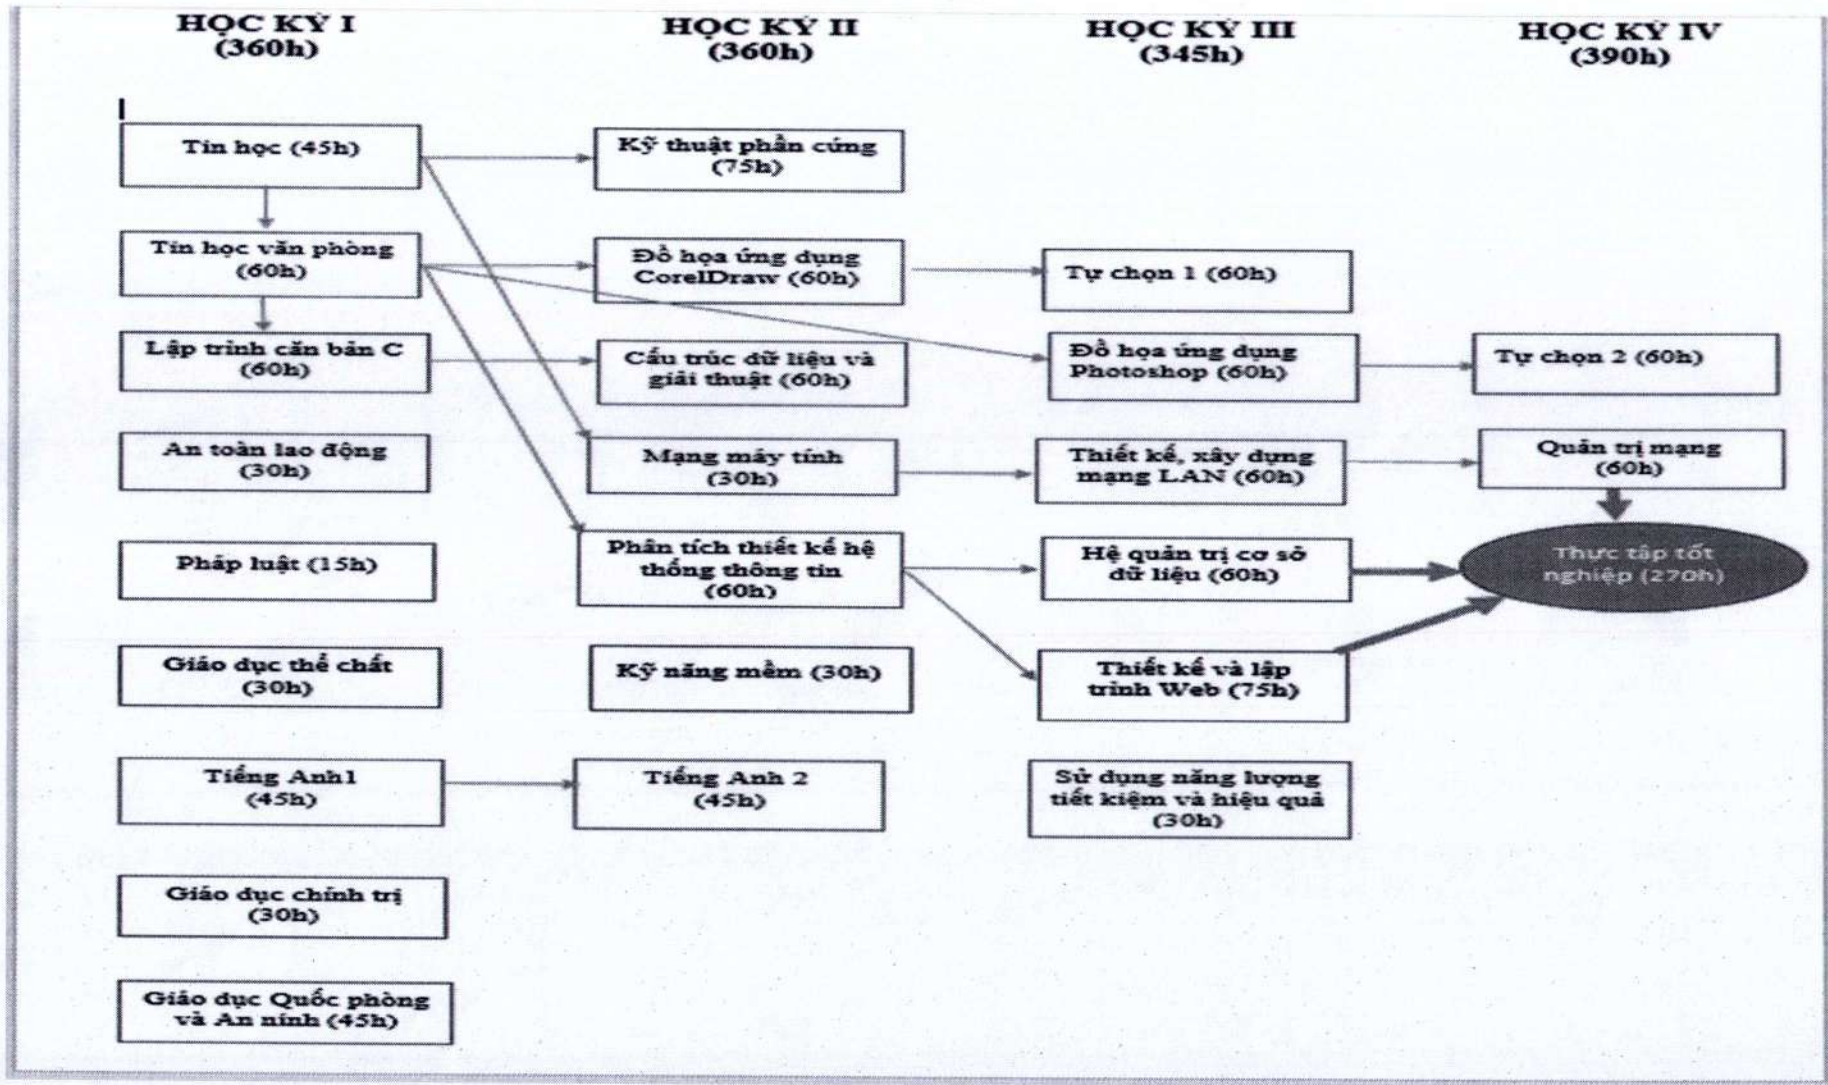 HỌC KỲ I
(360h)
HỌC KỲ II
(360h)
HỌC KỲ III
(345h)
HỌC KỲ IV
(390h)
Tin học (45h)
Kỹ thuật phần cứng
(75h)
Tin học văn phòng
(60h)
Đồ họa ứng dụng
CorelDraw (60h)
Tự chọn 1 (60h)
Lập trình căn bản C
(60h)
Cấu trúc dữ liệu và
giải thuật (60h)
Đồ họa ứng dụng
Photoshop (60h)
Tự chọn 2 (60h)
An toàn lao động
(30h)
Mạng máy tính
(30h)
Thiết kế, xây dựng
mạng LAN (60h)
Quản trị mạng
(60h)
Pháp luật (15h)
Phân tích thiết kế hệ
thống thông tin
(60h)
Hệ quản trị cơ sở
dữ liệu (60h)
Thực tập tốt
nghiệp (270h)
Giáo dục thể chất
(30h)
Kỹ năng mềm (30h)
Thiết kế và lập
trình Web (75h)
Tiếng Anh1
(45h)
Tiếng Anh 2
(45h)
Sử dụng năng lượng
tiết kiệm và hiệu quả
(30h)
Giáo dục chính trị
(30h)
Giáo dục Quốc phòng
và An ninh (45h)